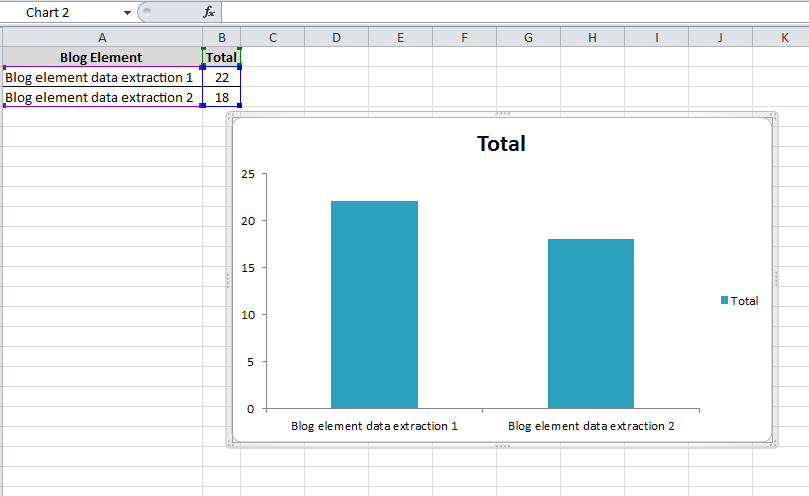 Chart 2 fx
A B C D E F G H I J K
Blog Element Total
Blog element data extraction 1 22
Blog element data extraction 2 18
Total
25
20
15
10
5
0
Total
Blog element data extraction 1 Blog element data extraction 2